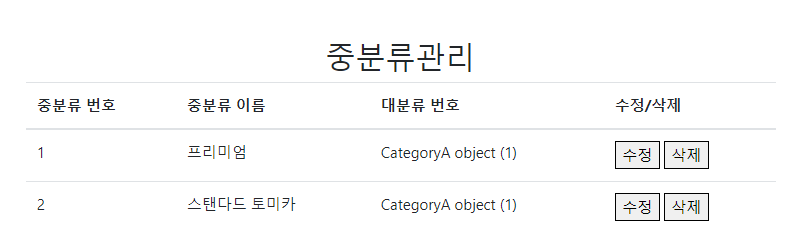 중분류관리
중분류 번호 중분류 이름 대분류 번호 수정/삭제
1 프리미엄 CategoryA object (1) 수정 삭제
2 스탠다드 토미카 CategoryA object (1) 수정 삭제